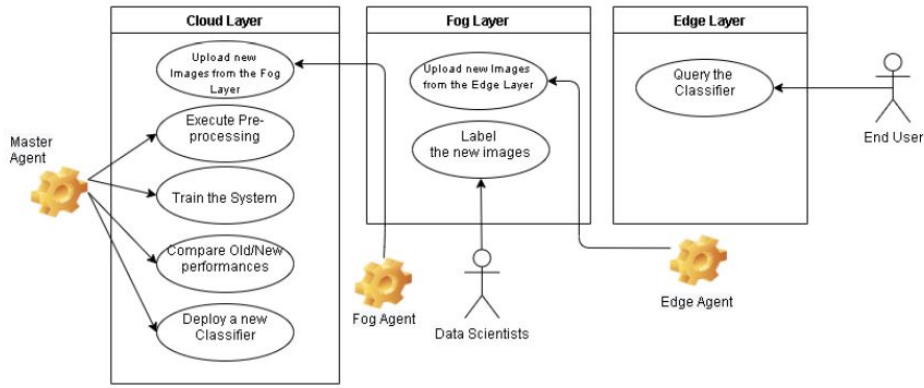 Cloud Layer
Upload new
Images from the Fog
Layer
Execute Pre-
processing
Train the System
Compare Old/New
performances
Deploy a new
Classifier
Master
Agent
Fog Layer
Upload new Images
from the Edge Layer
Label
the new images
Fog Agent
Data Scientists
Edge Layer
Query the
Classifier
End User
Edge Agent